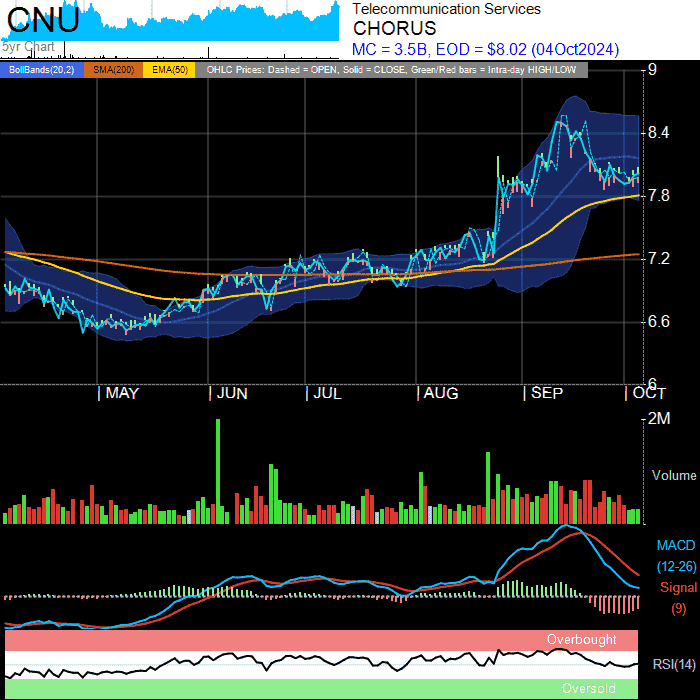 CNU
5yr Chart
Telecommunication Services
CHORUS
MC = 3.5B, EOD = $8.02 (04Oct2024)
BollBands(20,2) SMA(200) EMA(50) OHLC Prices: Dashed = OPEN, Solid = CLOSE, Green/Red bars = Intra-day HIGH/LOW
9
8.4
7.8
7.2
6.6
6
MAY JUN JUL AUG SEP OCT
2M
Volume
MACD
(12-26)
Signal
(9)
Overbought
RSI(14)
Oversold